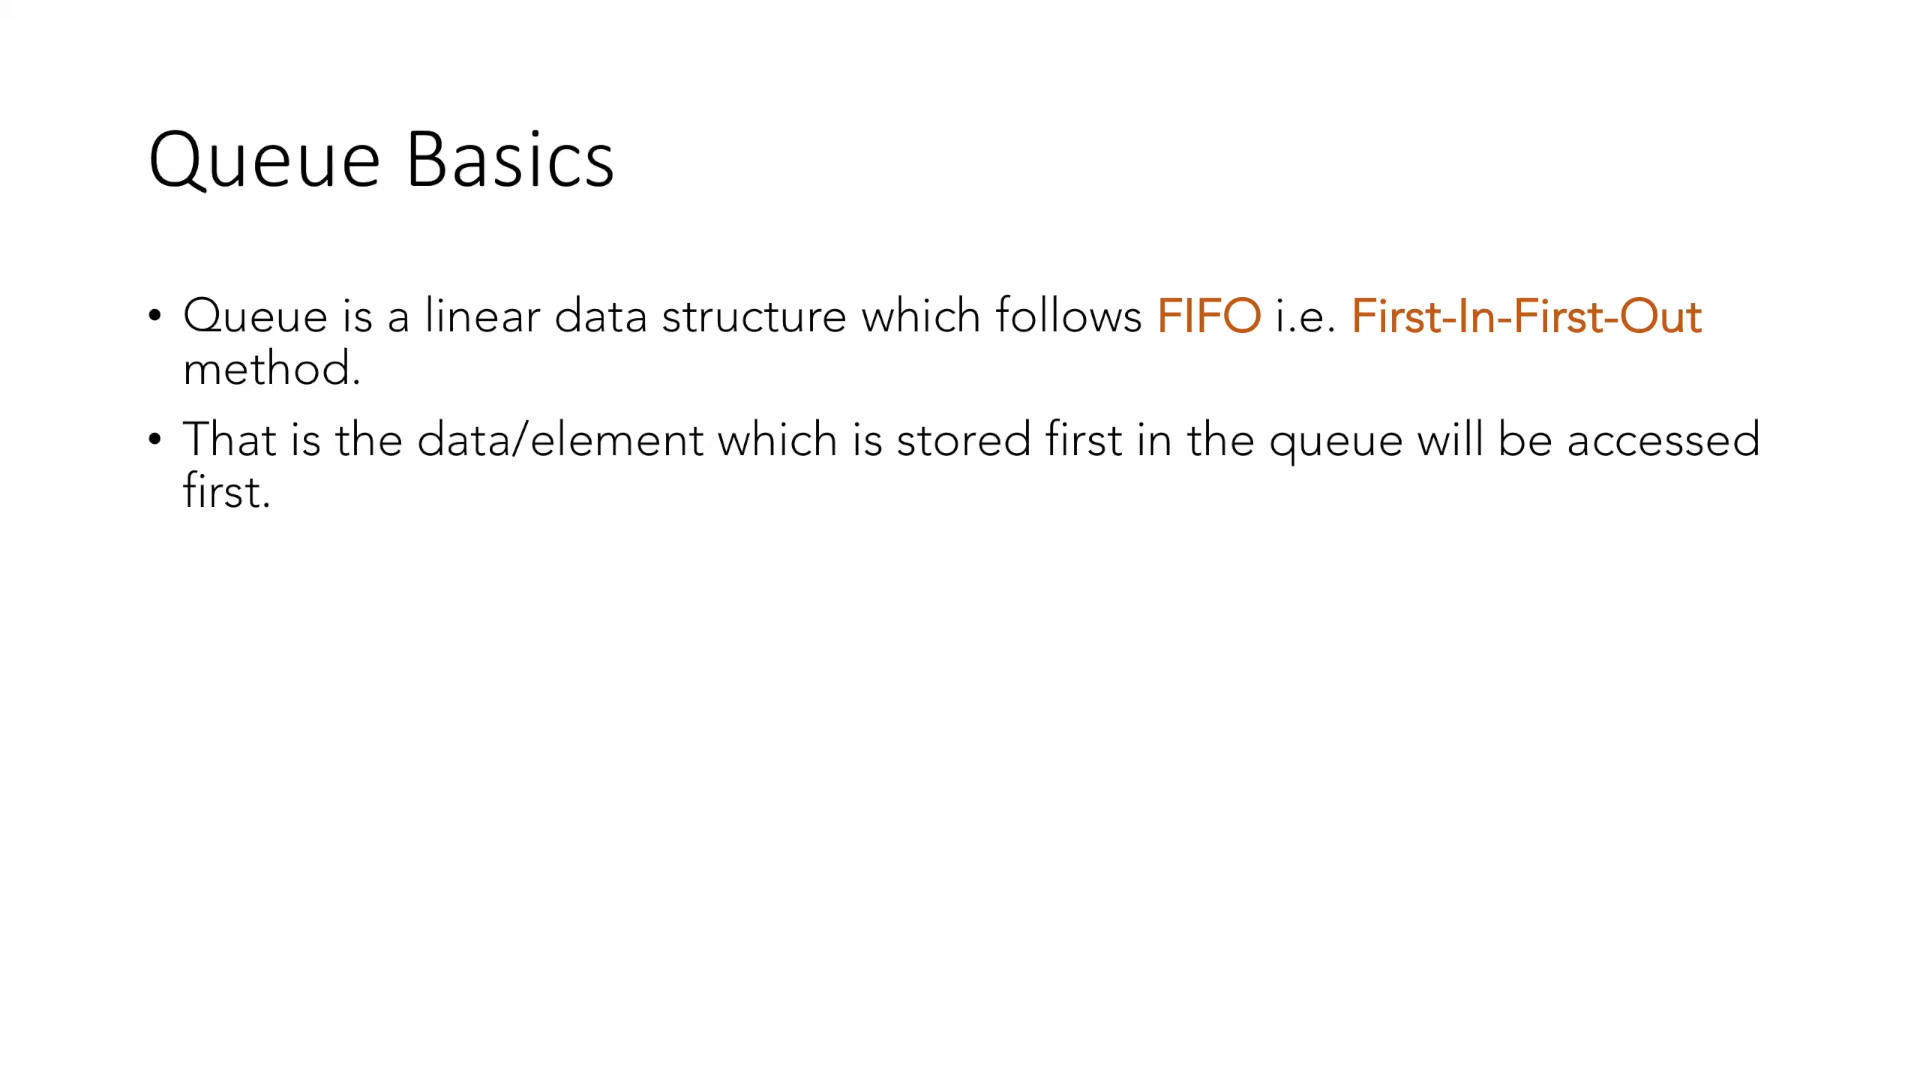 Queue Basics
• Queue is a linear data structure which follows FIFO i.e. First-In-First-Out
method.
• That is the data/element which is stored first in the queue will be accessed
first.